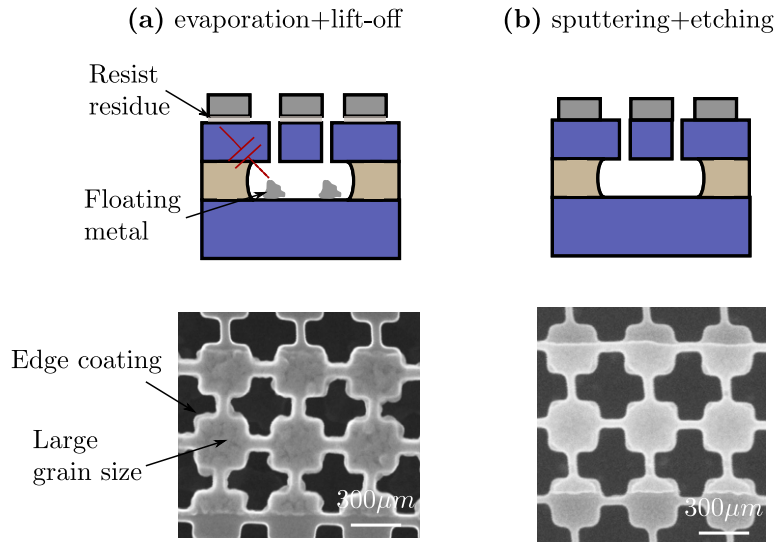 (a) evaporation+lift-off
(b) sputtering+etching
Resist
residue
Floating
metal
Edge coating
Large
grain size
300μm
300μm